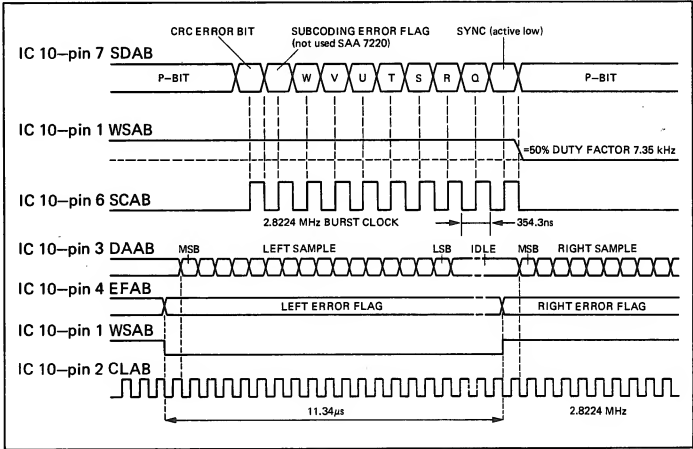 CRC ERROR BIT
SUBCODING ERROR FLAG
(not used SAA 7220)
SYNC (active low)
IC 10—pin 7 SDAB
P-BIT W V U T S R Q P-BIT
IC 10—pin 1 WSAB
=50% DUTY FACTOR 7.35 kHz
IC 10—pin 6 SCAB
2.8224 MHz BURST CLOCK
354.3ns
IC 10—pin 3 DAAB
MSB LEFT SAMPLE LSB IDLE MSB RIGHT SAMPLE
IC 10—pin 4 EFAB
LEFT ERROR FLAG RIGHT ERROR FLAG
IC 10—pin 1 WSAB
IC 10—pin 2 CLAB
11.34µs
2.8224 MHz